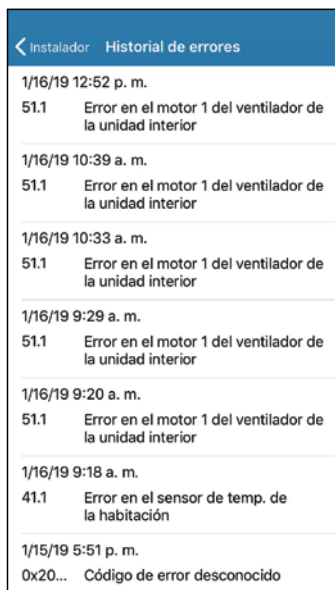 Instalador Historial de errores
1/16/19 12:52 p. m.
51.1 Error en el motor 1 del ventilador de
la unidad interior
1/16/19 10:39 a. m.
51.1 Error en el motor 1 del ventilador de
la unidad interior
1/16/19 10:33 a. m.
51.1 Error en el motor 1 del ventilador de
la unidad interior
1/16/19 9:29 a. m.
51.1 Error en el motor 1 del ventilador de
la unidad interior
1/16/19 9:20 a. m.
51.1 Error en el motor 1 del ventilador de
la unidad interior
1/16/19 9:18 a. m.
41.1 Error en el sensor de temp. de
la habitación
1/15/19 5:51 p. m.
0x20... Código de error desconocido